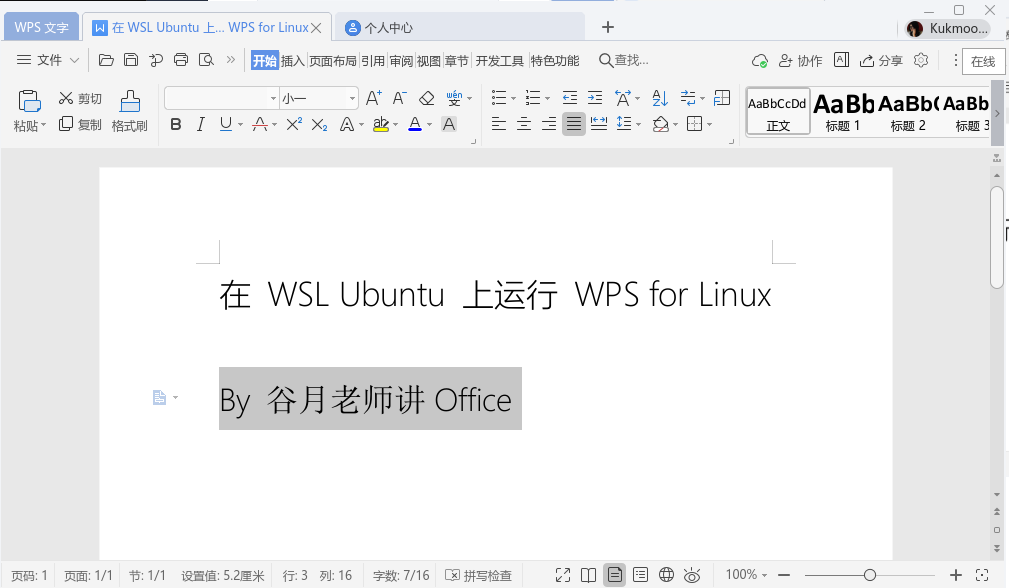 WPS 文字 在 WSL Ubuntu 上... WPS for Linux 个人中心 Kukmoo...
文件 开始 插入 页面布局 引用 审阅 视图 章节 开发工具 特色功能 查找... 协作 分享 在线
剪切 小一 AaBbCcDd AaBb AaBb AaBb
粘贴 复制 格式刷 正文 标题 1 标题 2 标题 3
在 WSL Ubuntu 上运行 WPS for Linux
By 谷月老师讲 Office
页码: 1 页面: 1/1 节: 1/1 设置值: 5.2厘米 行: 3 列: 16 字数: 7/16 拼写检查 100%